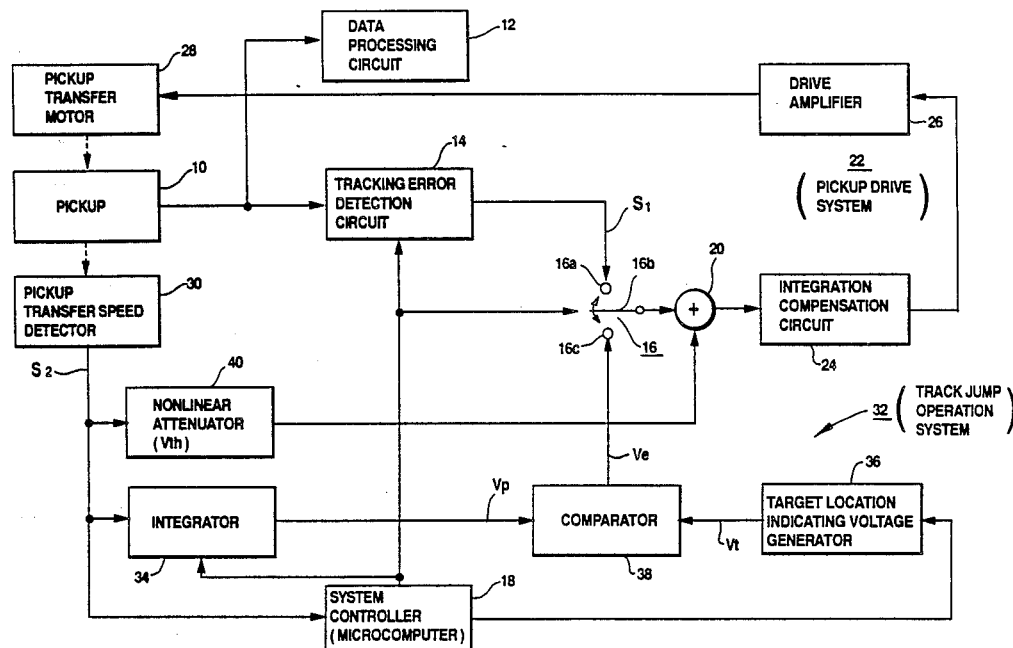 DATA
PROCESSING
CIRCUIT
12
28
PICKUP
TRANSFER
MOTOR
DRIVE
AMPLIFIER
26
10
PICKUP
14
TRACKING ERROR
DETECTION
CIRCUIT
22
( PICKUP DRIVE
SYSTEM )
S1
30
PICKUP
TRANSFER SPEED
DETECTOR
16a
16b
20
+
16c
16
INTEGRATION
COMPENSATION
CIRCUIT
24
S2
40
NONLINEAR
ATTENUATOR
(Vth)
32 ( TRACK JUMP
OPERATION
SYSTEM )
Ve
36
INTEGRATOR
34
Vp
COMPARATOR
38
Vt
TARGET LOCATION
INDICATING VOLTAGE
GENERATOR
18
SYSTEM
CONTROLLER
(MICROCOMPUTER)